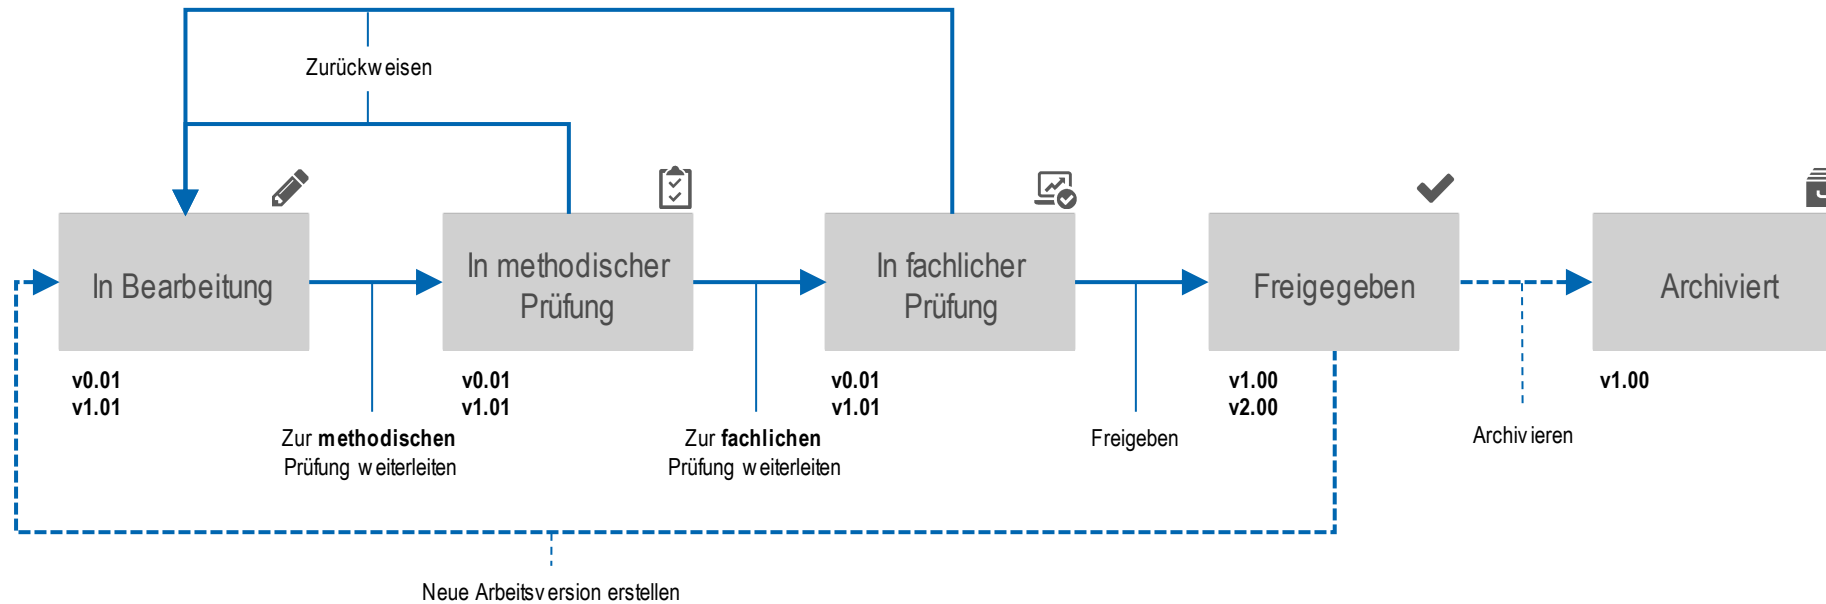 Zurückweisen
In Bearbeitung
In methodischer
Prüfung
In fachlicher
Prüfung
Freigegeben
Archiviert
v0.01
v1.01
v0.01
v1.01
v0.01
v1.01
v1.00
v2.00
v1.00
Zur methodischen
Prüfung weiterleiten
Zur fachlichen
Prüfung weiterleiten
Freigeben
Archivieren
Neue Arbeitsversion erstellen